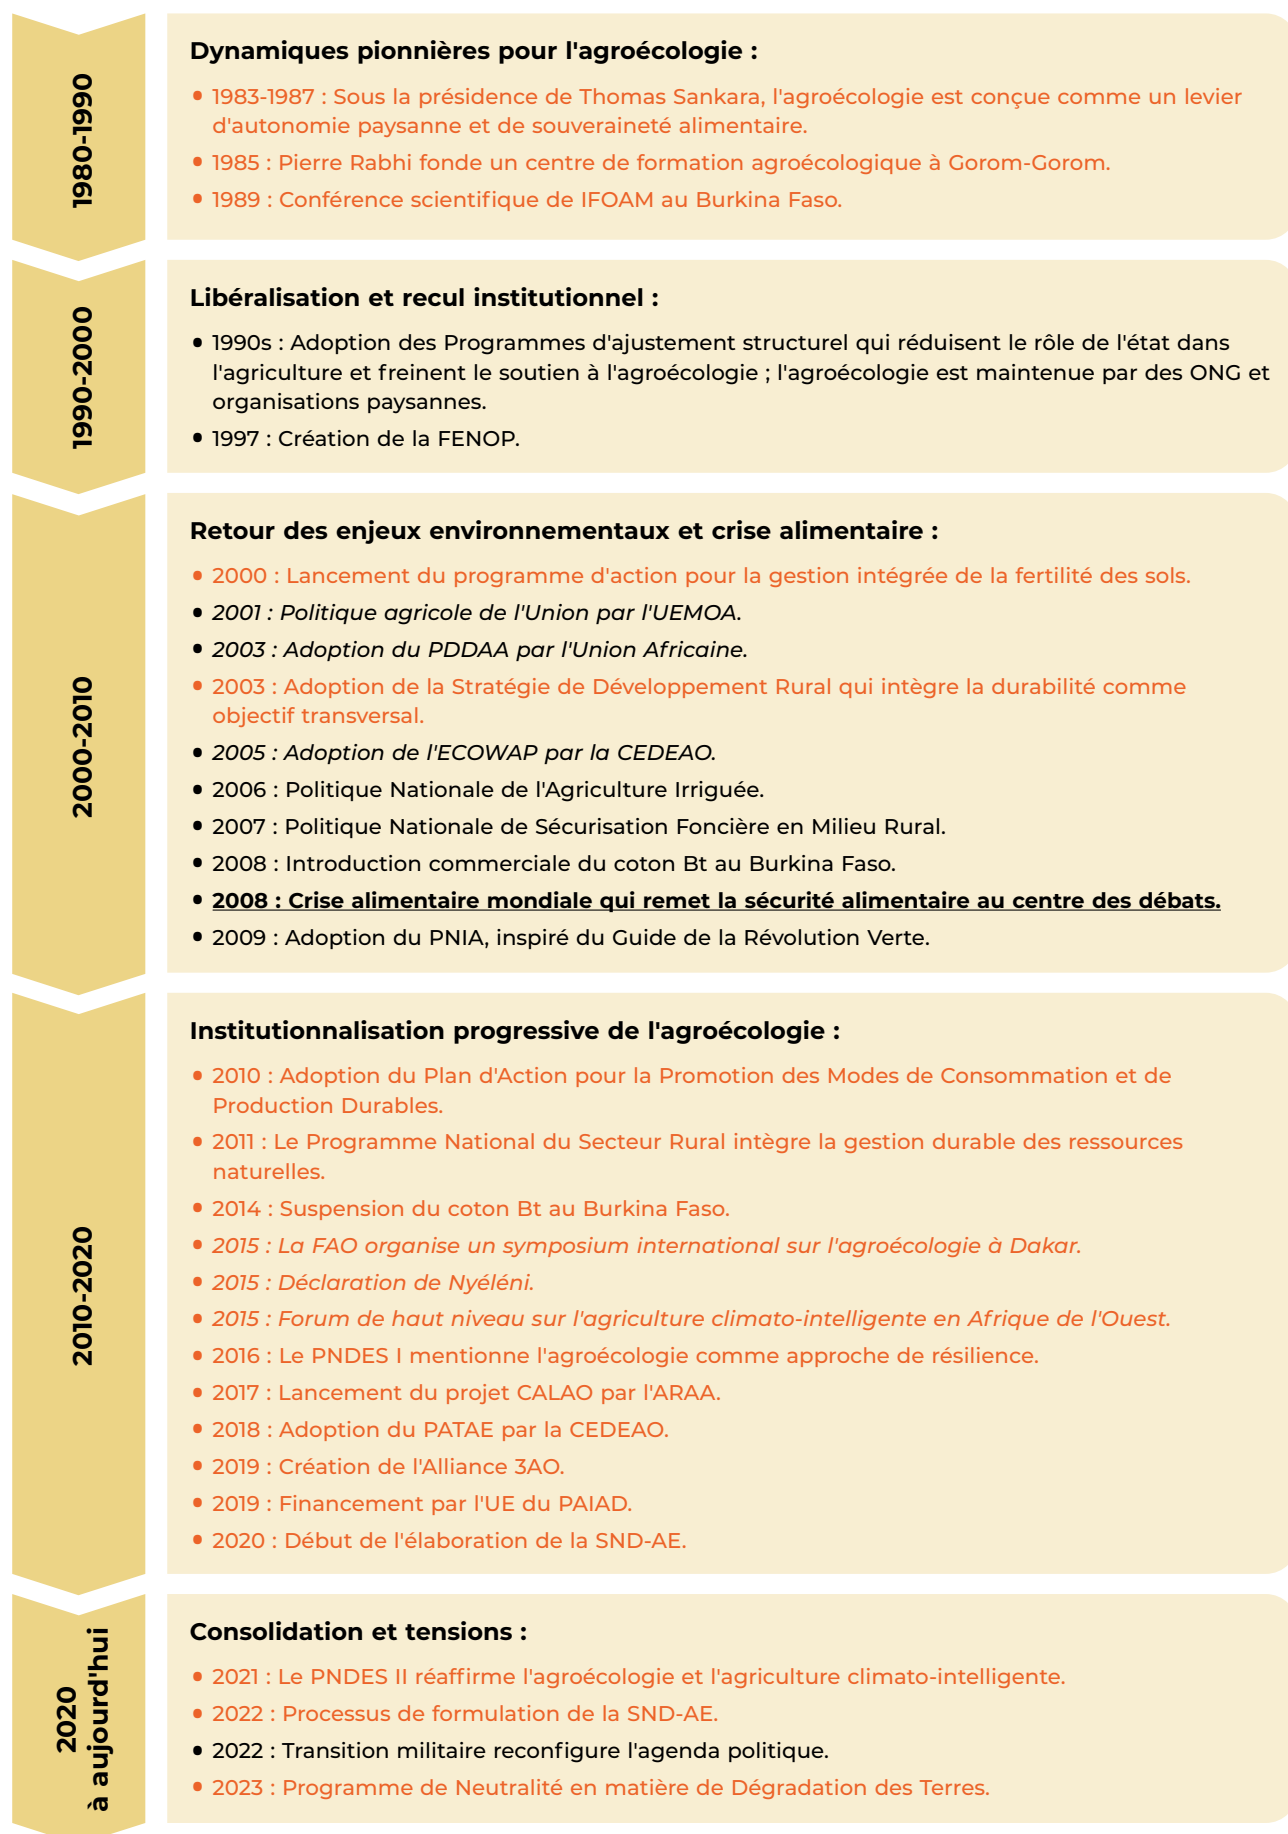 1980-1990
Dynamiques pionnières pour l'agroécologie :
• 1983-1987 : Sous la présidence de Thomas Sankara, l'agroécologie est conçue comme un levier
d'autonomie paysanne et de souveraineté alimentaire.
• 1985 : Pierre Rabhi fonde un centre de formation agroécologique à Gorom-Gorom.
• 1989 : Conférence scientifique de IFOAM au Burkina Faso.
1990-2000
Libéralisation et recul institutionnel :
• 1990s : Adoption des Programmes d'ajustement structurel qui réduisent le rôle de l'état dans
l'agriculture et freinent le soutien à l'agroécologie ; l'agroécologie est maintenue par des ONG et
organisations paysannes.
• 1997 : Création de la FENOP.
2000-2010
Retour des enjeux environnementaux et crise alimentaire :
• 2000 : Lancement du programme d'action pour la gestion intégrée de la fertilité des sols.
• 2001 : Politique agricole de l'Union par l'UEMOA.
• 2003 : Adoption du PDDAA par l'Union Africaine.
• 2003 : Adoption de la Stratégie de Développement Rural qui intègre la durabilité comme
objectif transversal.
• 2005 : Adoption de l'ECOWAP par la CEDEAO.
• 2006 : Politique Nationale de l'Agriculture Irriguée.
• 2007 : Politique Nationale de Sécurisation Foncière en Milieu Rural.
• 2008 : Introduction commerciale du coton Bt au Burkina Faso.
• 2008 : Crise alimentaire mondiale qui remet la sécurité alimentaire au centre des débats.
• 2009 : Adoption du PNIA, inspiré du Guide de la Révolution Verte.
2010-2020
Institutionnalisation progressive de l'agroécologie :
• 2010 : Adoption du Plan d'Action pour la Promotion des Modes de Consommation et de
Production Durables.
• 2011 : Le Programme National du Secteur Rural intègre la gestion durable des ressources
naturelles.
• 2014 : Suspension du coton Bt au Burkina Faso.
• 2015 : La FAO organise un symposium international sur l'agroécologie à Dakar.
• 2015 : Déclaration de Nyéléni.
• 2015 : Forum de haut niveau sur l'agriculture climato-intelligente en Afrique de l'Ouest.
• 2016 : Le PNDES I mentionne l'agroécologie comme approche de résilience.
• 2017 : Lancement du projet CALAO par l'ARAA.
• 2018 : Adoption du PATAE par la CEDEAO.
• 2019 : Création de l'Alliance 3AO.
• 2019 : Financement par l'UE du PAIAD.
• 2020 : Début de l'élaboration de la SND-AE.
2020
à aujourd'hui
Consolidation et tensions :
• 2021 : Le PNDES II réaffirme l'agroécologie et l'agriculture climato-intelligente.
• 2022 : Processus de formulation de la SND-AE.
• 2022 : Transition militaire reconfigure l'agenda politique.
• 2023 : Programme de Neutralité en matière de Dégradation des Terres.